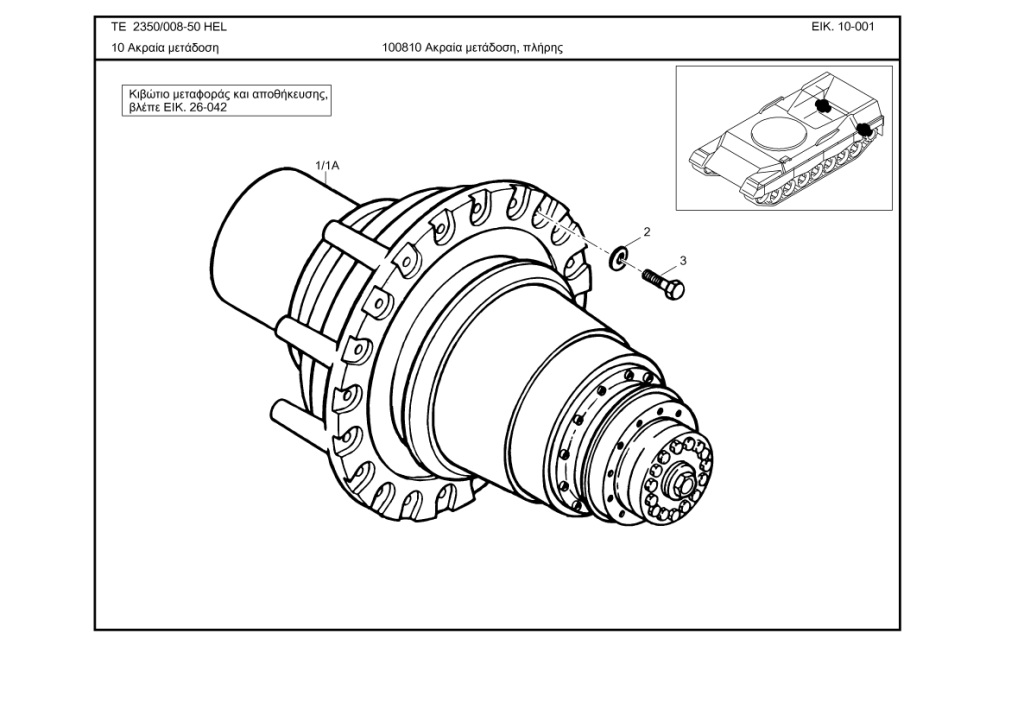 TE 2350/008-50 HEL
ΕΙΚ. 10-001
10 Ακραία μετάδοση
100810 Ακραία μετάδοση, πλήρης
Κιβώτιο μεταφοράς και αποθήκευσης,
βλέπε ΕΙΚ. 26-042
1/1A
2
3